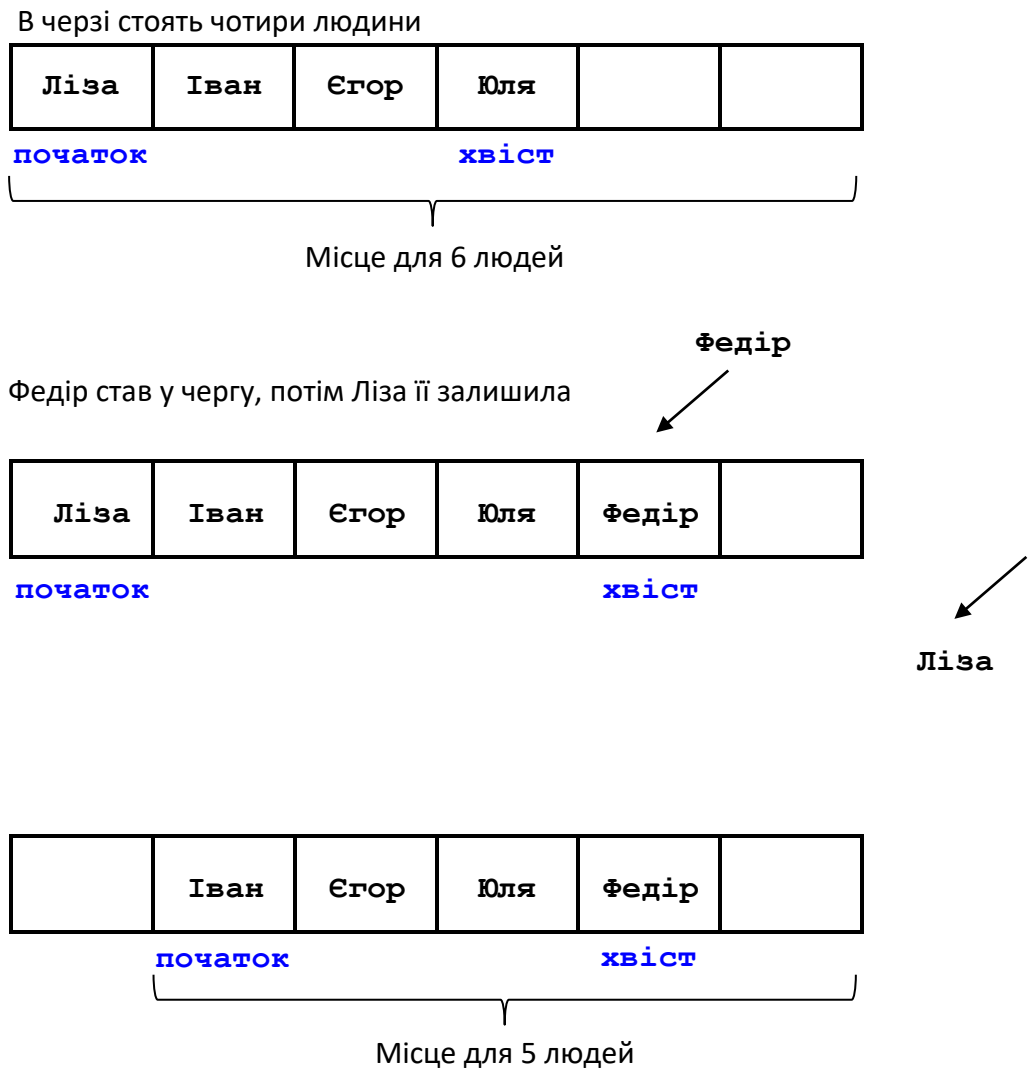 В черзі стоять чотири людини
Ліза Іван Єгор Юля
початок хвіст
Місце для 6 людей
Федір
Федір став у чергу, потім Ліза її залишила
Ліза Іван Єгор Юля Федір
початок хвіст
Ліза
Іван Єгор Юля Федір
початок хвіст
Місце для 5 людей